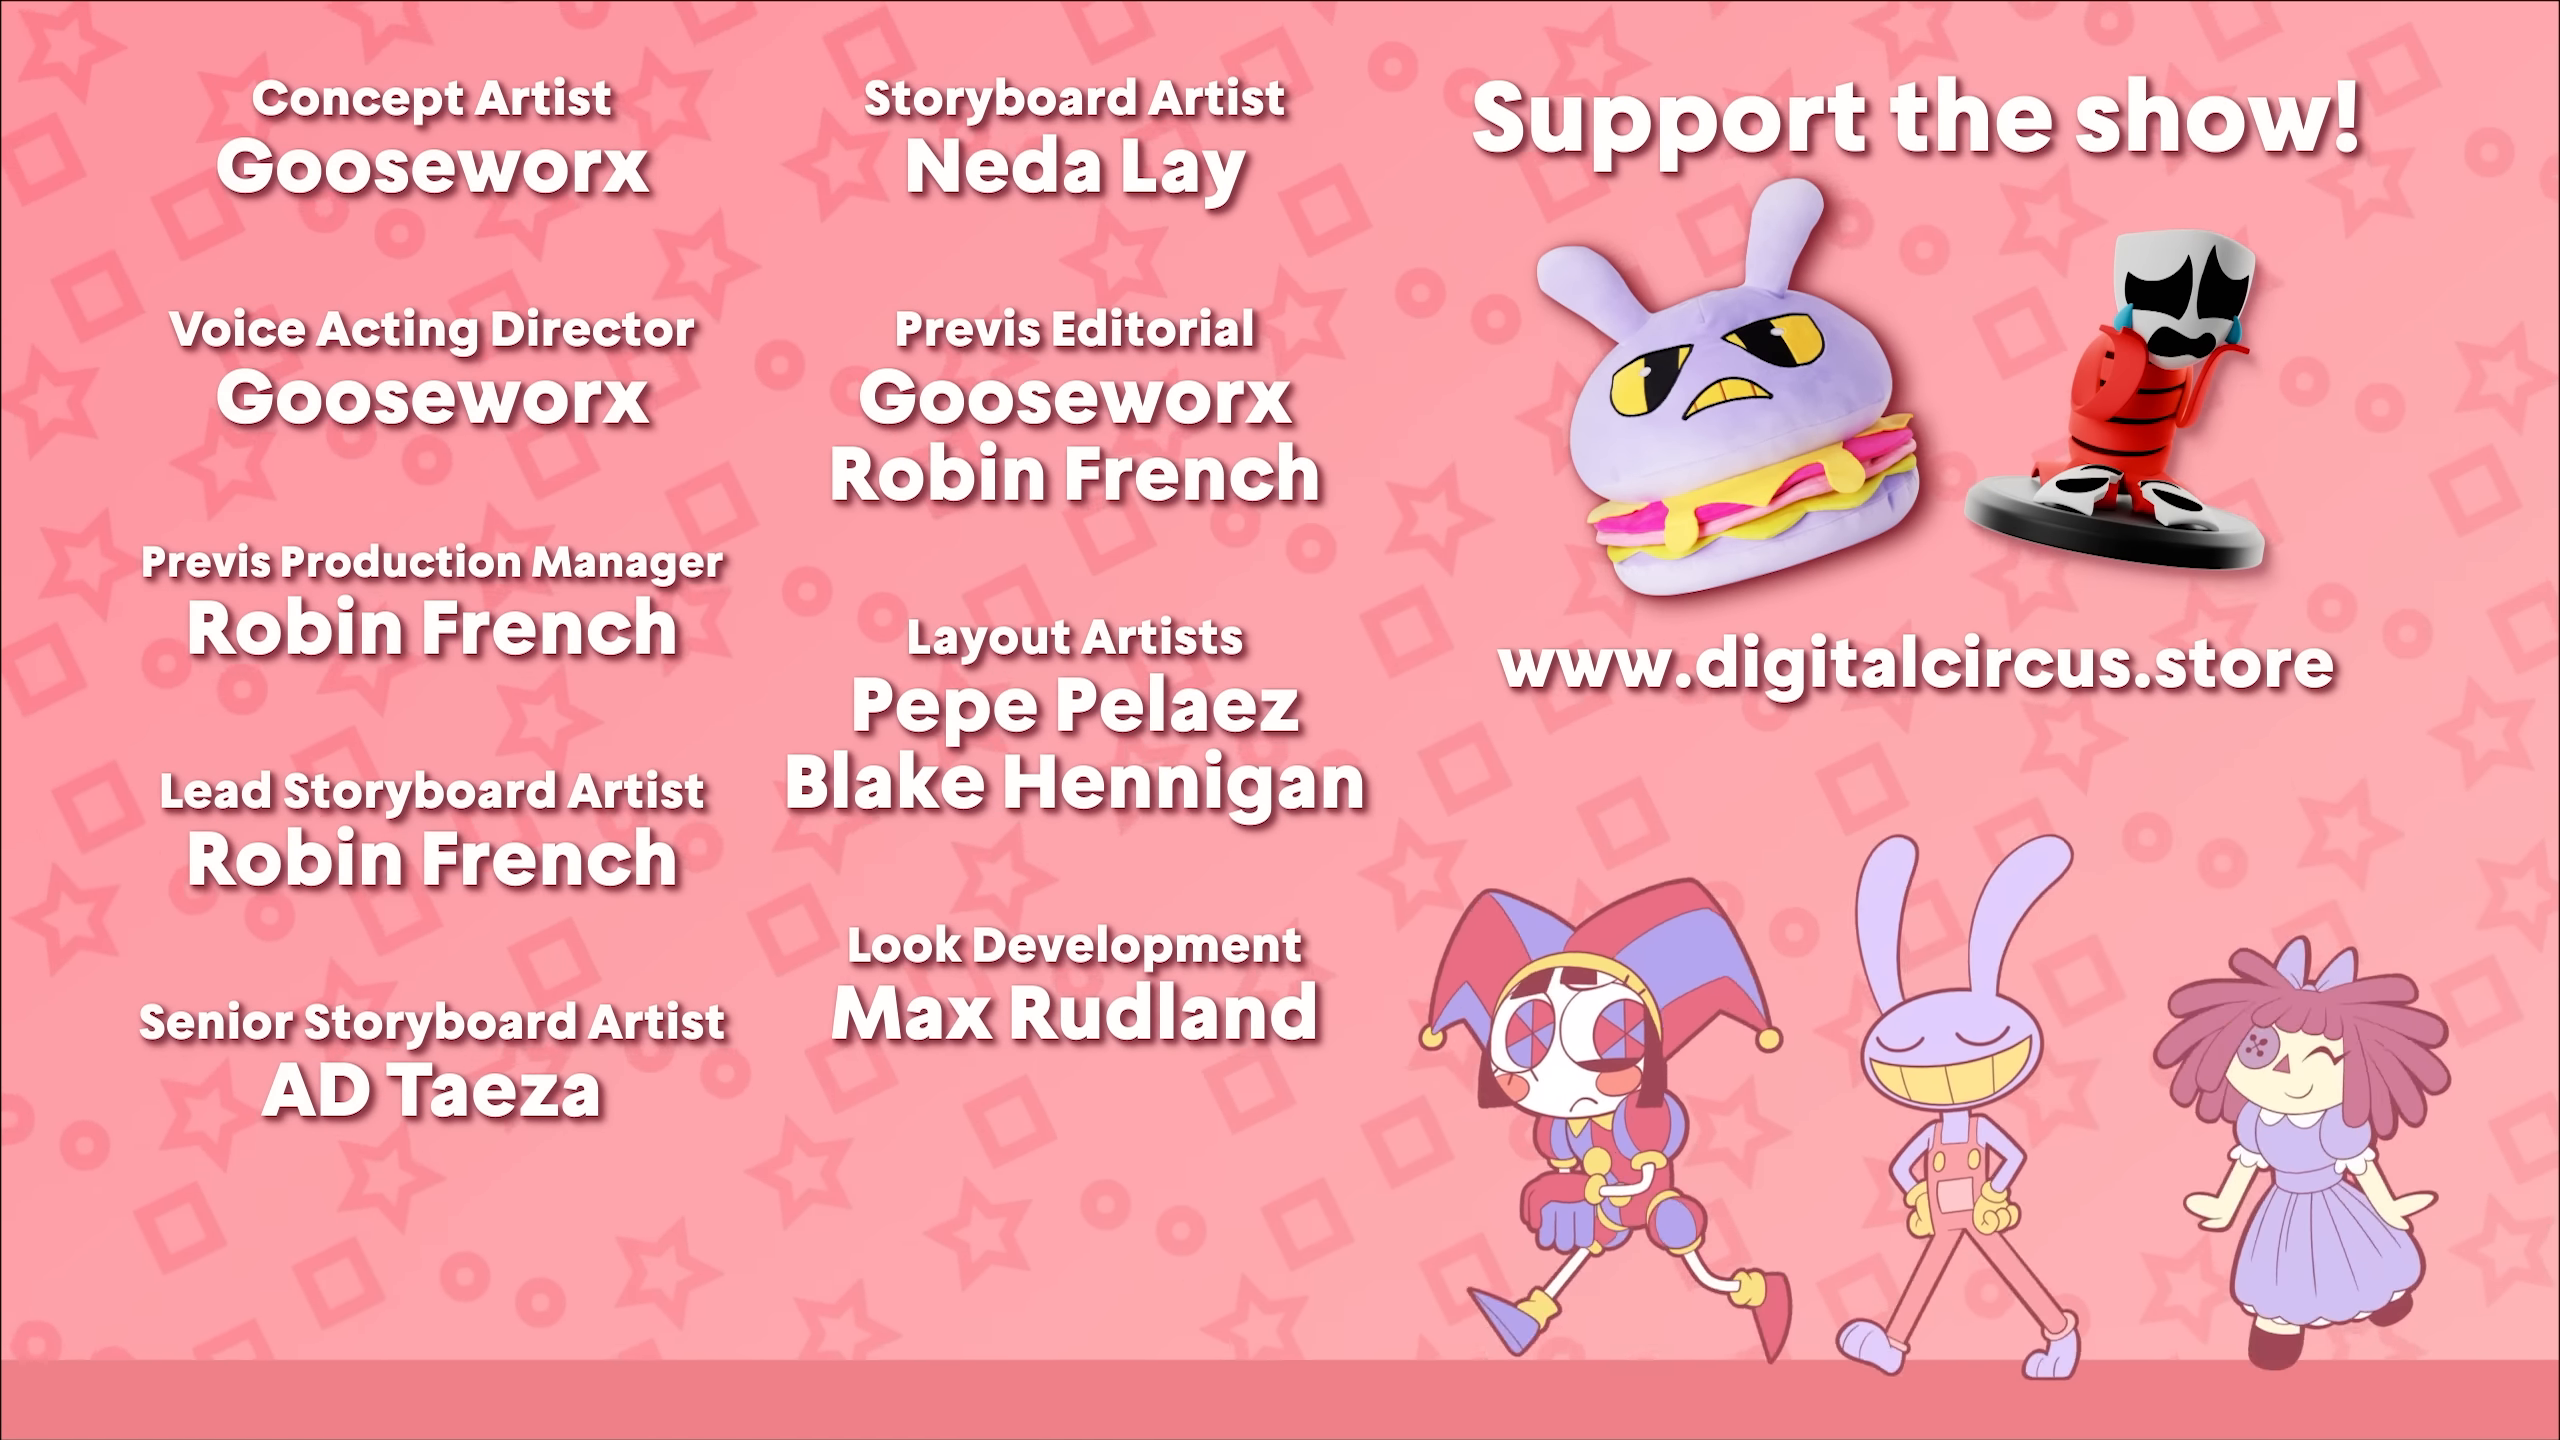 Concept Artist
Gooseworx
Voice Acting Director
Gooseworx
Previs Production Manager
Robin French
Lead Storyboard Artist
Robin French
Senior Storyboard Artist
AD Taeza
Storyboard Artist
Neda Lay
Previs Editorial
Gooseworx
Robin French
Layout Artists
Pepe Pelaez
Blake Hennigan
Look Development
Max Rudland
Support the show!
www.digitalcircus.store